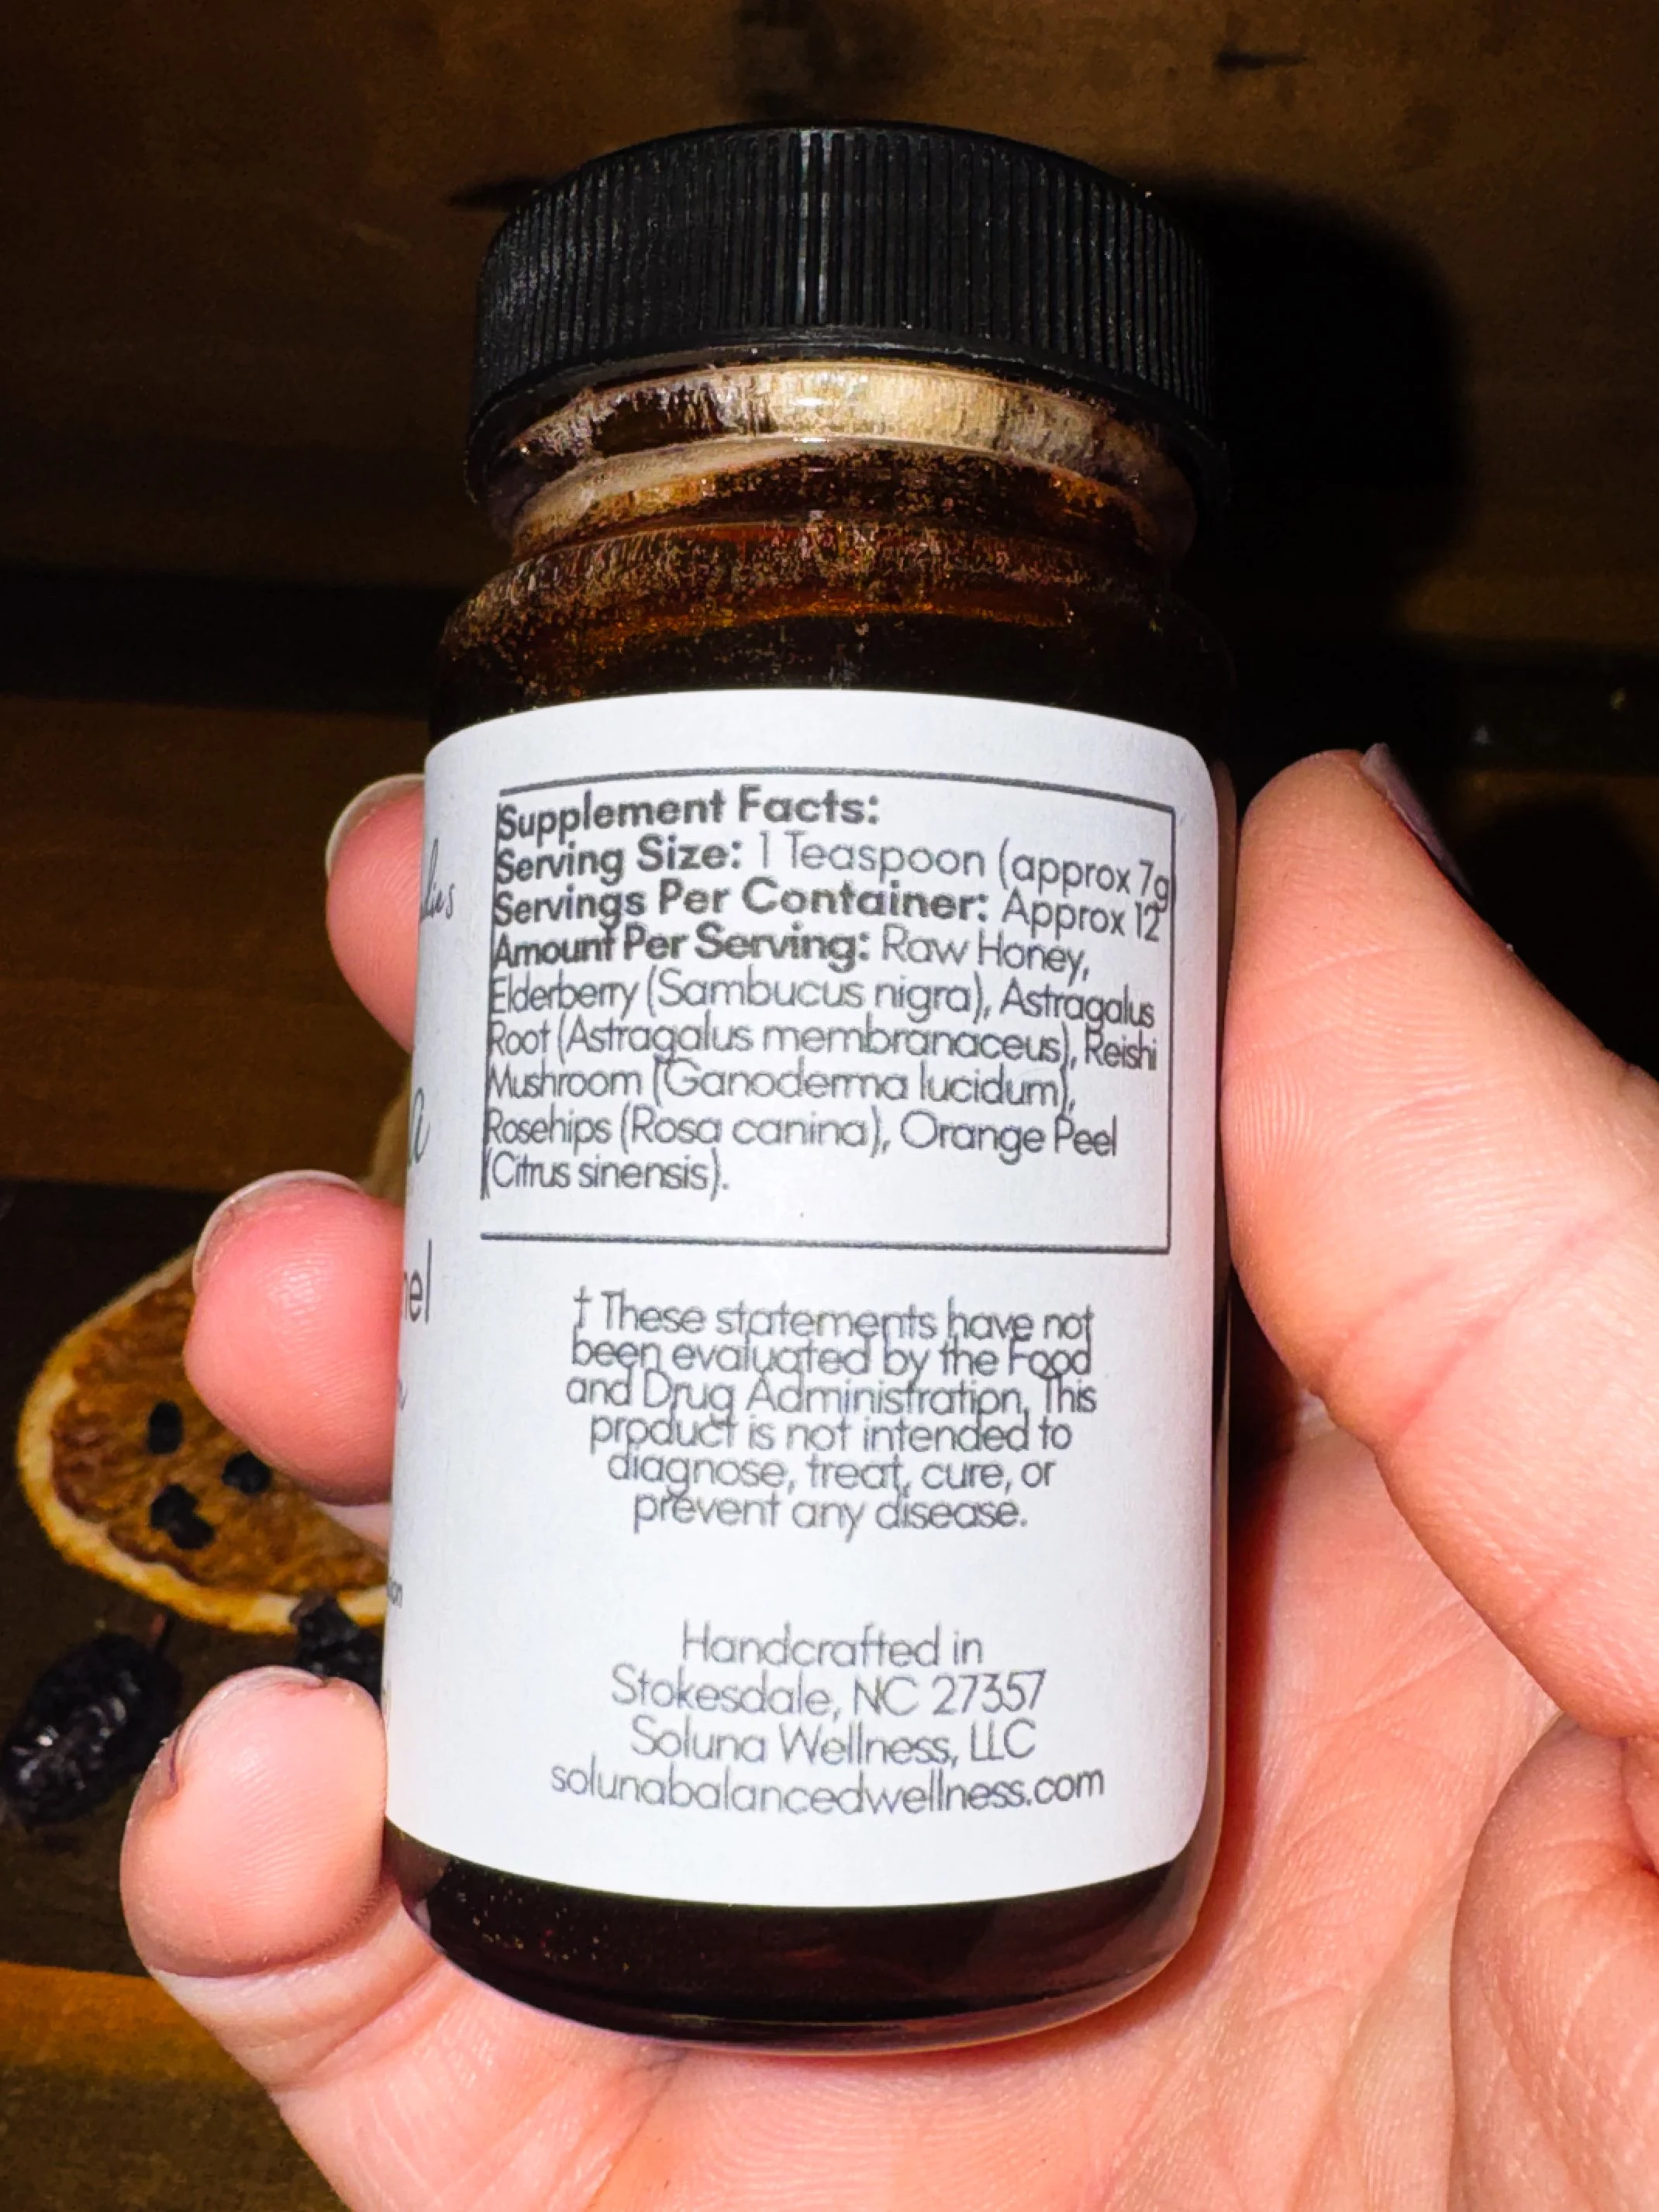 Supplement Facts:
Serving Size: 1 Teaspoon (approx 7g)
Servings Per Container: Approx 12
Amount Per Serving: Raw Honey,
Elderberry (Sambucus nigra), Astragalus
Root (Astragalus membranaceus), Reishi
Mushroom (Ganoderma lucidum),
Rosehips (Rosa canina), Orange Peel
(Citrus sinensis).
† These statements have not
been evaluated by the Food
and Drug Administration. This
product is not intended to
diagnose, treat, cure, or
prevent any disease.
Handcrafted in
Stokesdale, NC 27357
Soluna Wellness, LLC
solunabalancedwellness.com